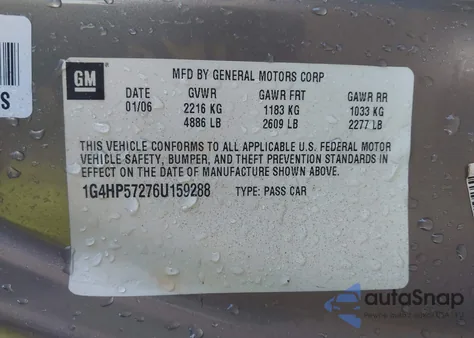 GM
MFD BY GENERAL MOTORS CORP
DATE GVWR GAWR FRT GAWR RR
01/06 2216 KG 1183 KG 1033 KG
4886 LB 2609 LB 2277 LB
THIS VEHICLE CONFORMS TO ALL APPLICABLE U.S. FEDERAL MOTOR
VEHICLE SAFETY, BUMPER, AND THEFT PREVENTION STANDARDS IN
EFFECT ON THE DATE OF MANUFACTURE SHOWN ABOVE.
1G4HP57276U159288 TYPE: PASS CAR
S
autoSnap